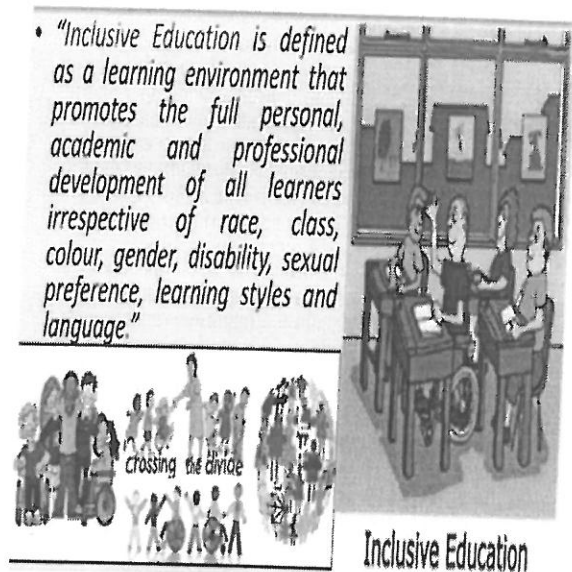 • "Inclusive Education is defined
as a learning environment that
promotes the full personal,
academic and professional
development of all learners
irrespective of race, class,
colour, gender, disability, sexual
preference, learning styles and
language."
crossing the divide
Inclusive Education